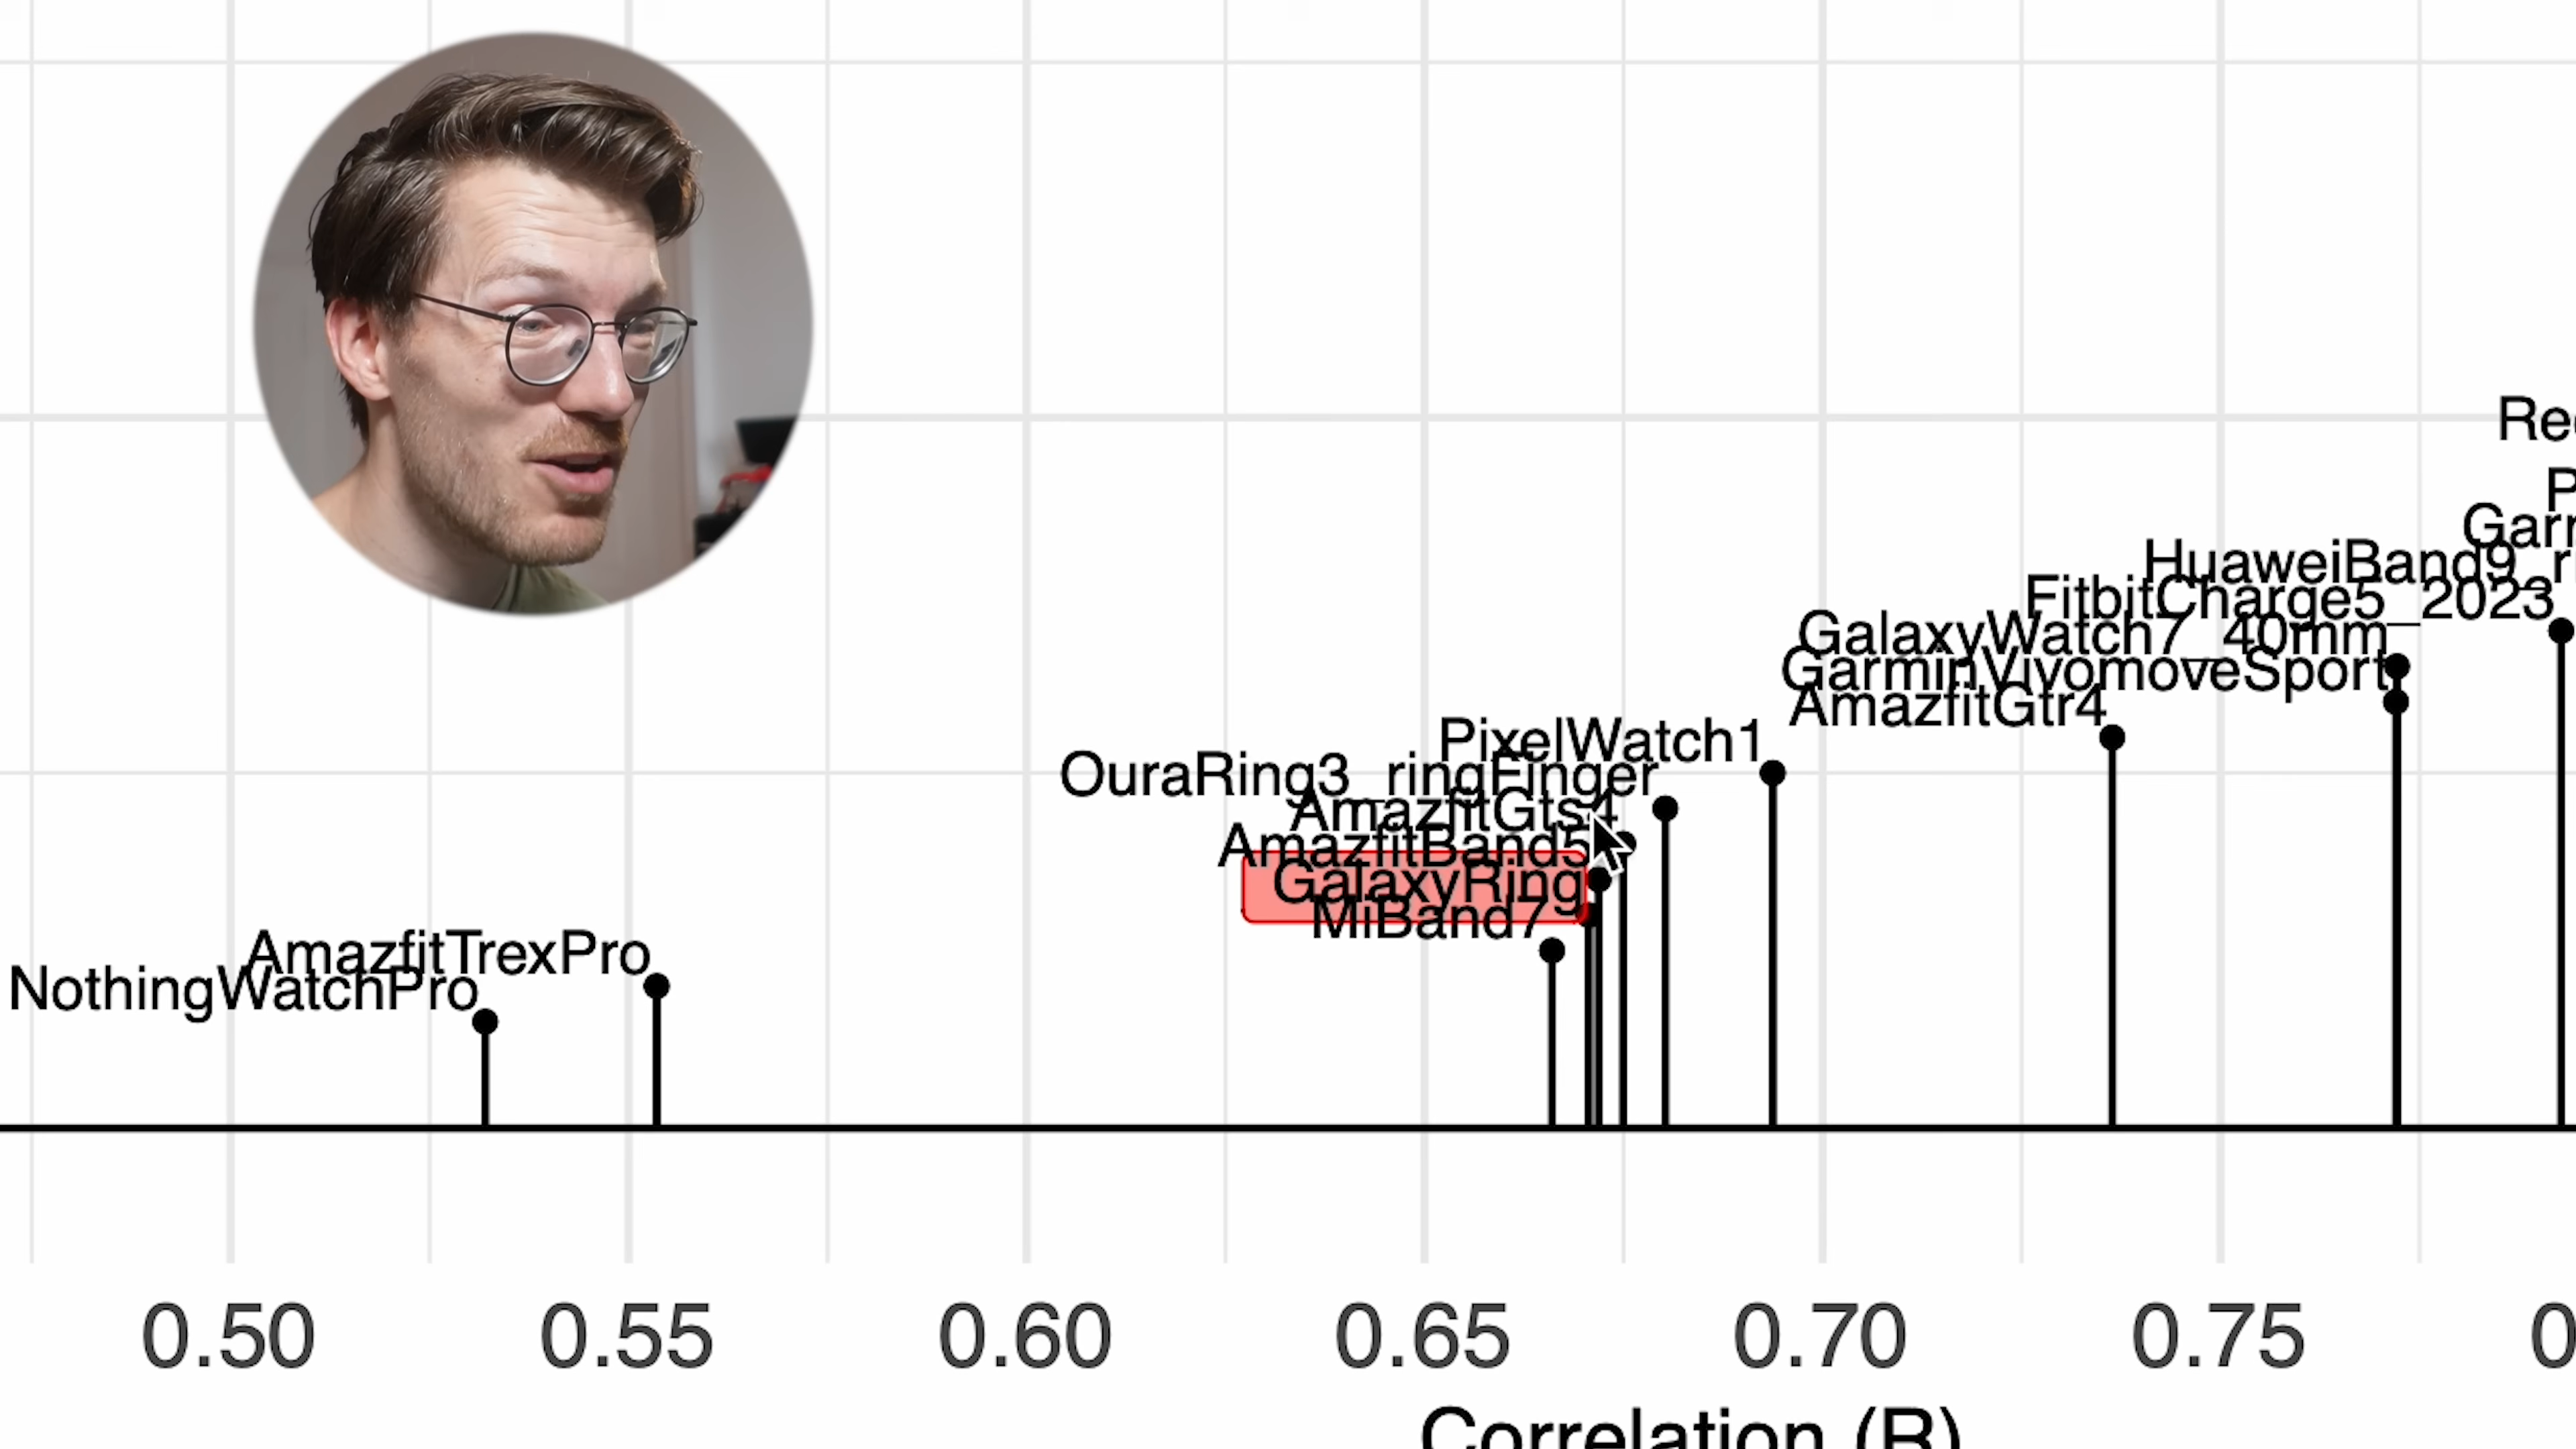 Re
P
Garr
HuaweiBand9_r
FitbitCharge5_2023
GalaxyWatch7_40mm
GarminVivomoveSport
AmazfitGtr4
PixelWatch1
OuraRing3_ringFinger
AmazfitGts4
AmazfitBand5
GalaxyRing
MiBand7
AmazfitTrexPro
NothingWatchPro
0.50 0.55 0.60 0.65 0.70 0.75 0
Correlation (R)